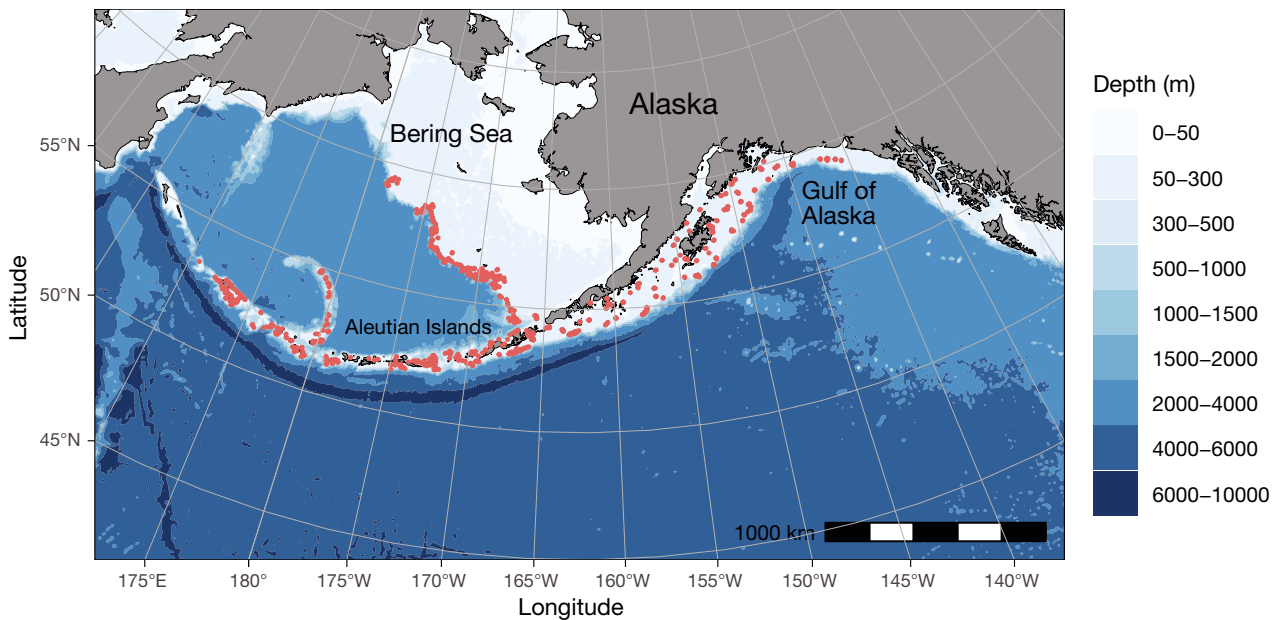 Alaska
Bering Sea
Gulf of
Alaska
Aleutian Islands
1000 km
55°N
50°N
45°N
Latitude
175°E
180°
175°W
170°W
165°W
160°W
155°W
150°W
145°W
140°W
Longitude
Depth (m)
0–50
50–300
300–500
500–1000
1000–1500
1500–2000
2000–4000
4000–6000
6000–10000